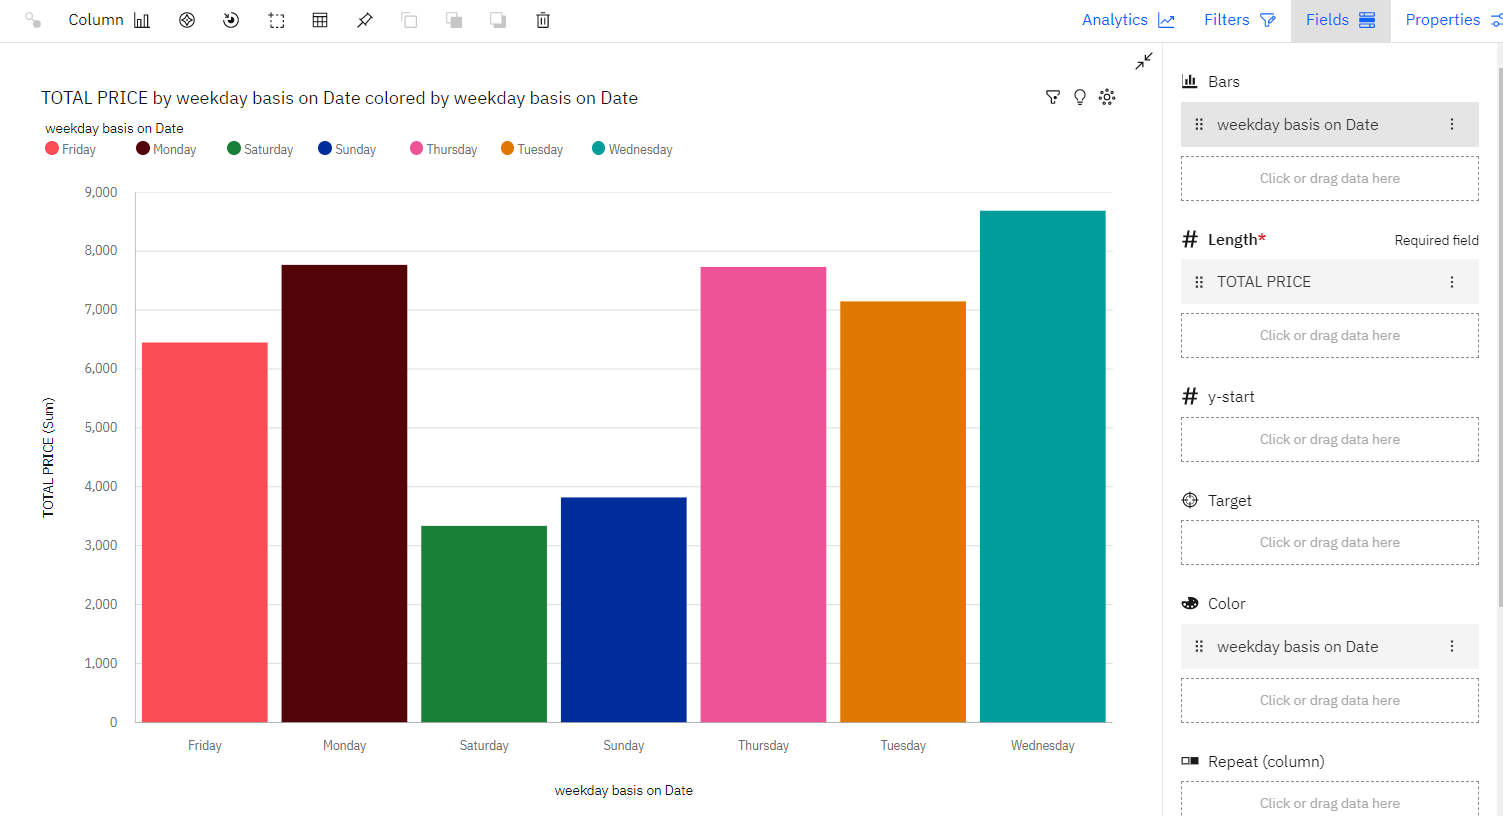 Column
Analytics Filters Fields Properties
TOTAL PRICE by weekday basis on Date colored by weekday basis on Date
weekday basis on Date
Friday Monday Saturday Sunday Thursday Tuesday Wednesday
9,000
8,000
7,000
6,000
5,000
4,000
3,000
2,000
1,000
0
TOTAL PRICE (Sum)
Friday Monday Saturday Sunday Thursday Tuesday Wednesday
weekday basis on Date
Bars
weekday basis on Date
Click or drag data here
# Length* Required field
TOTAL PRICE
Click or drag data here
# y-start
Click or drag data here
Target
Click or drag data here
Color
weekday basis on Date
Click or drag data here
Repeat (column)
Click or drag data here